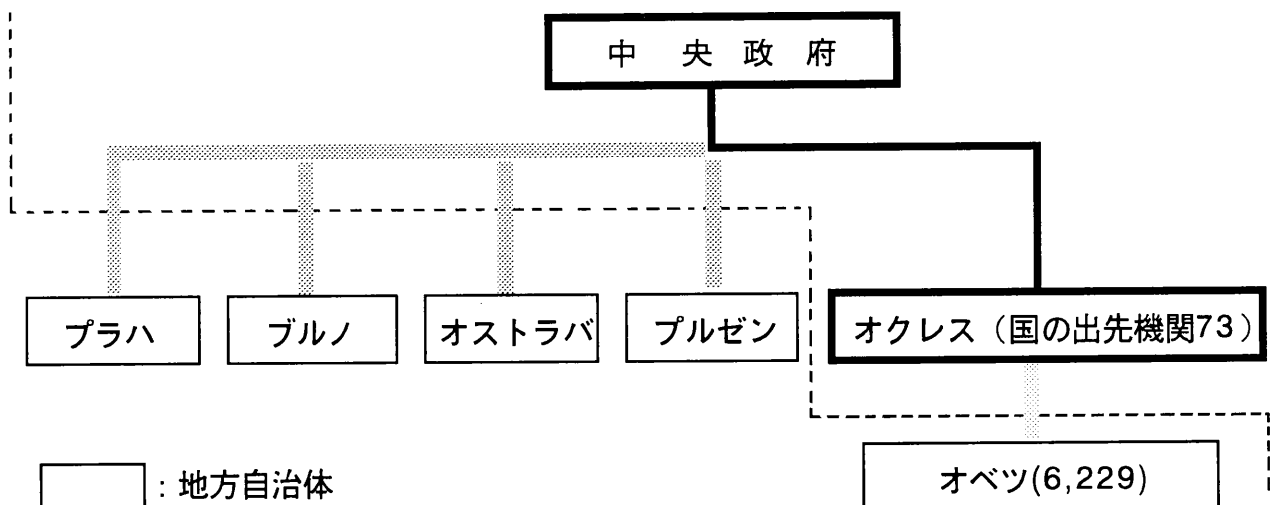 中央政府
プラハ
ブルノ
オストラバ
プルゼン
オクレス（国の出先機関73）
オベツ(6,229)
：地方自治体